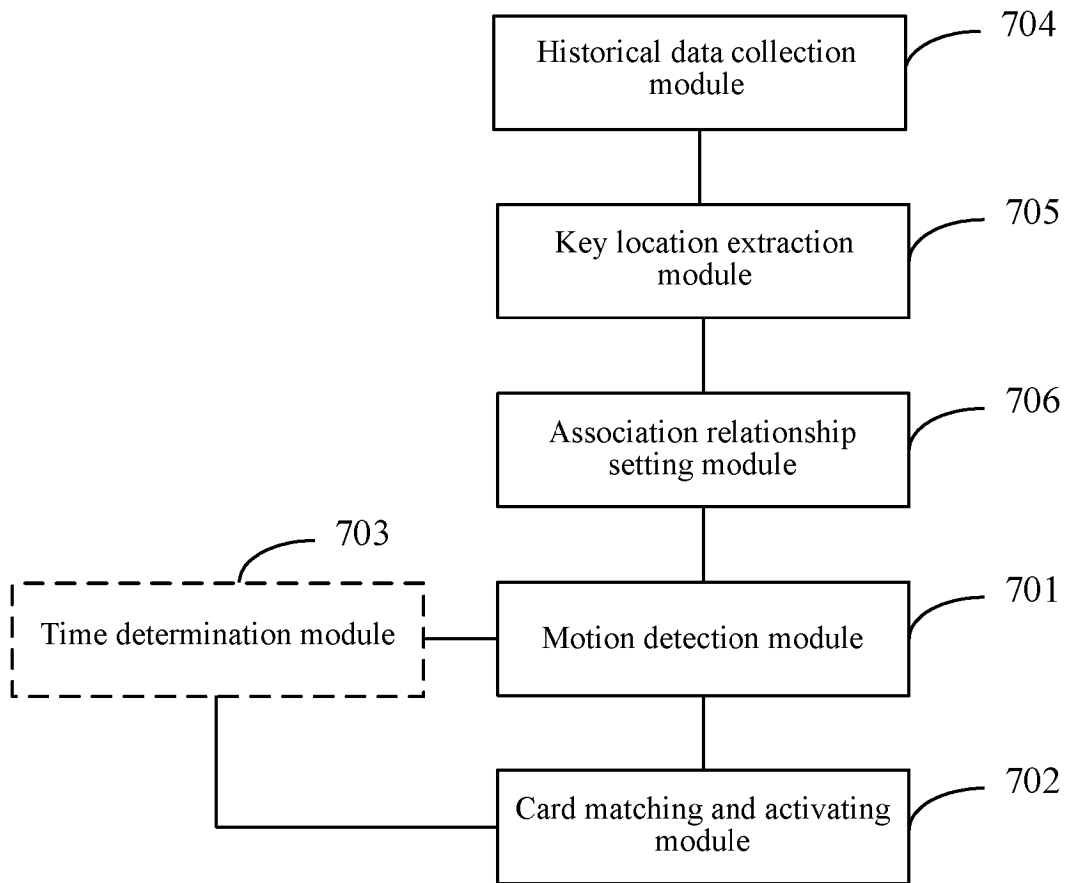 704
Historical data collection
module
705
Key location extraction
module
706
Association relationship
setting module
703
Time determination module
701
Motion detection module
702
Card matching and activating
module